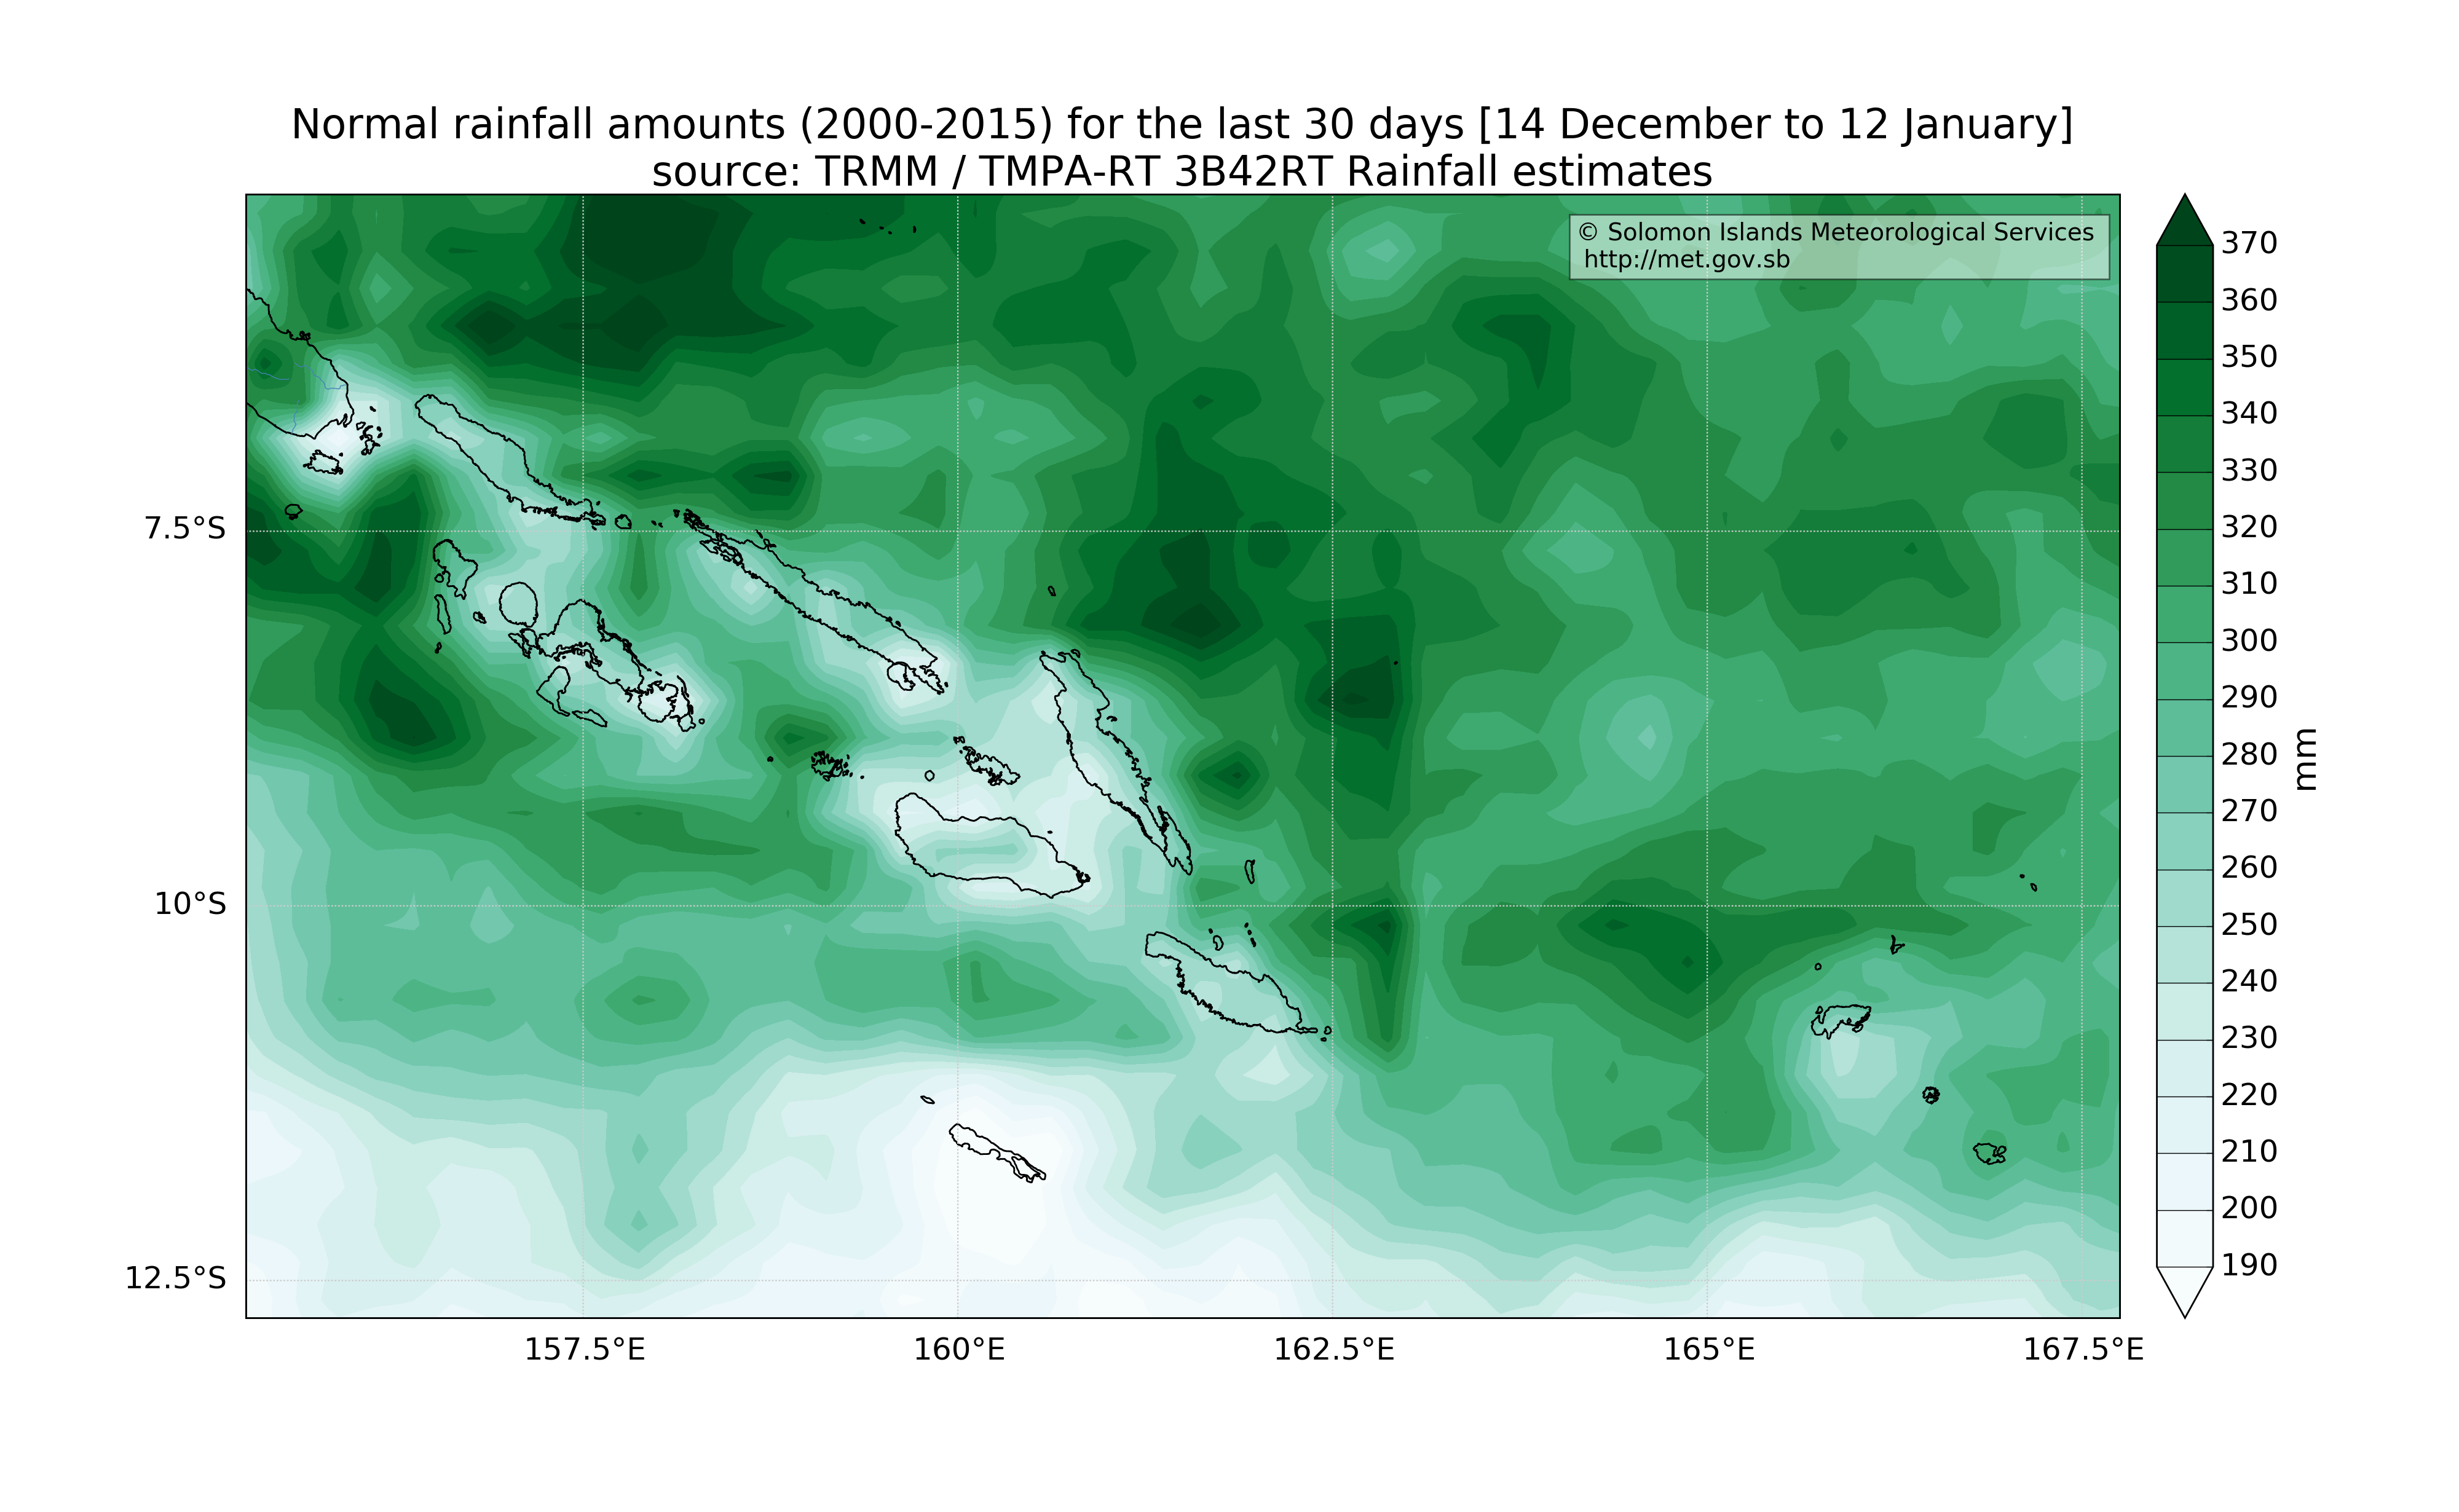 Normal rainfall amounts (2000-2015) for the last 30 days [14 December to 12 January]
source: TRMM / TMPA-RT 3B42RT Rainfall estimates
© Solomon Islands Meteorological Services
http://met.gov.sb
7.5°S
10°S
12.5°S
157.5°E
160°E
162.5°E
165°E
167.5°E
370
360
350
340
330
320
310
300
290
280
270
260
250
240
230
220
210
200
190
mm